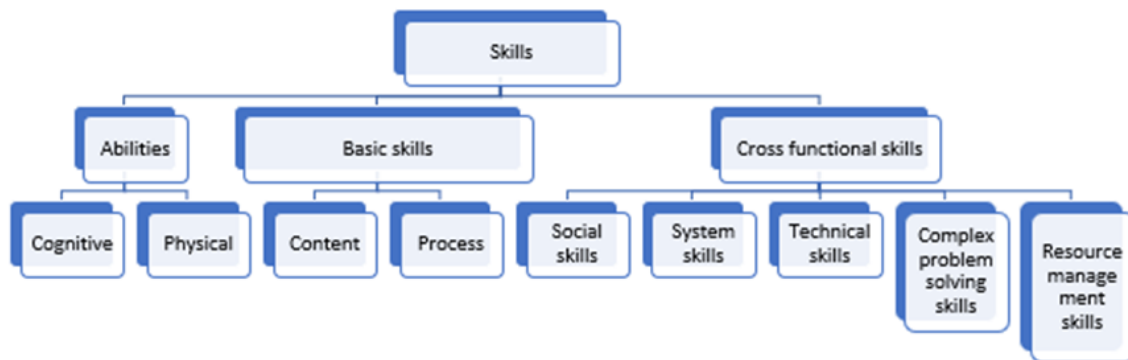 Skills
Abilities
Basic skills
Cross functional skills
Cognitive
Physical
Content
Process
Social
skills
System
skills
Technical
skills
Complex
problem
solving
skills
Resource
manage
ment
skills